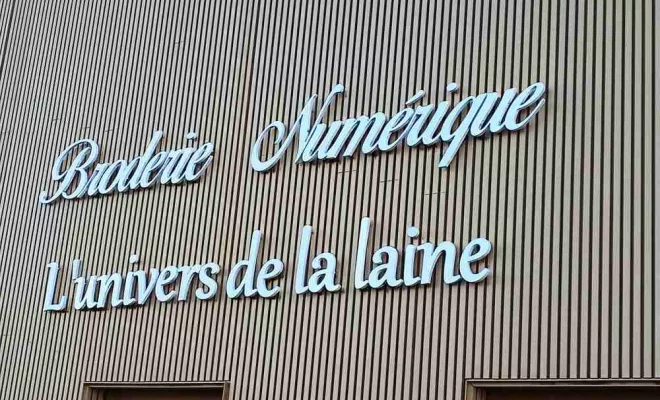 Broderie Numérique
L'univers de la laine